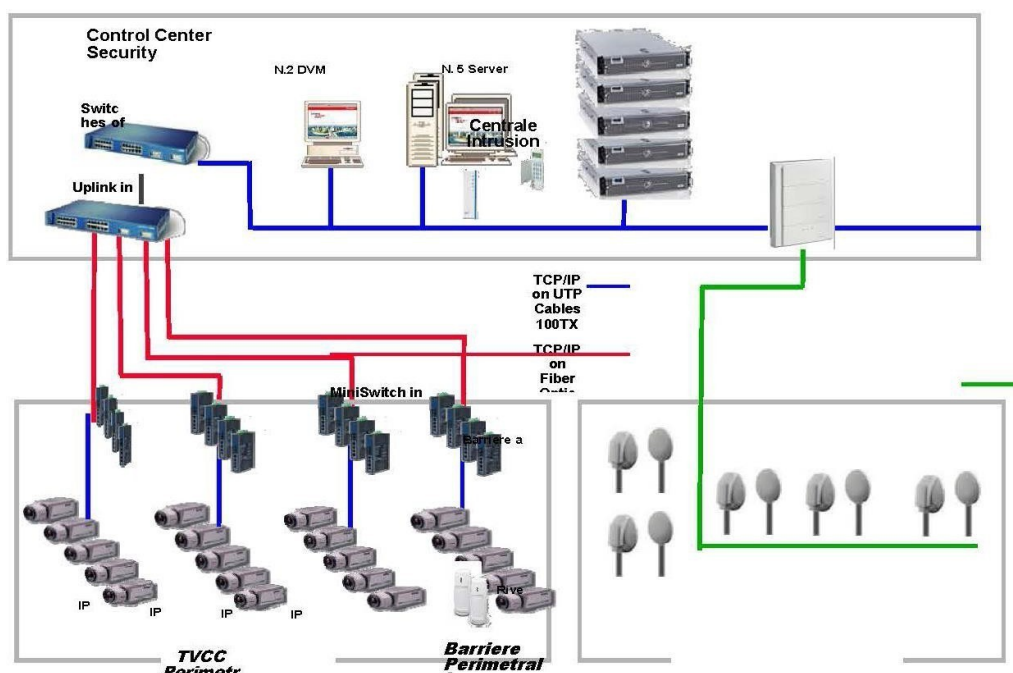 Control Center
Security
N.2 DVM
N. 5 Server
Switc
hes of
Centrale
Intrusion
Uplink in
TCP/IP
on UTP
Cables
100TX
TCP/IP
on
Fiber
MiniSwitch in
Barriere a
Rive
IP
IP
IP
IP
TVCC
Perimetr
Barriere
Perimetral